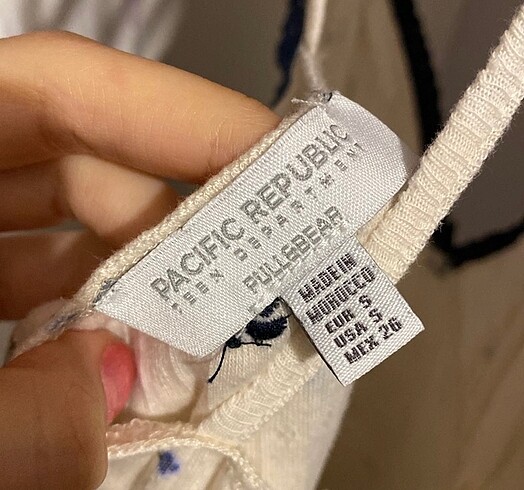 PACIFIC REPUBLIC
TEEN DEPARTMENT
PULL&BEAR
MADE IN
MOROCCO
EUR S
USA S
MEX 26